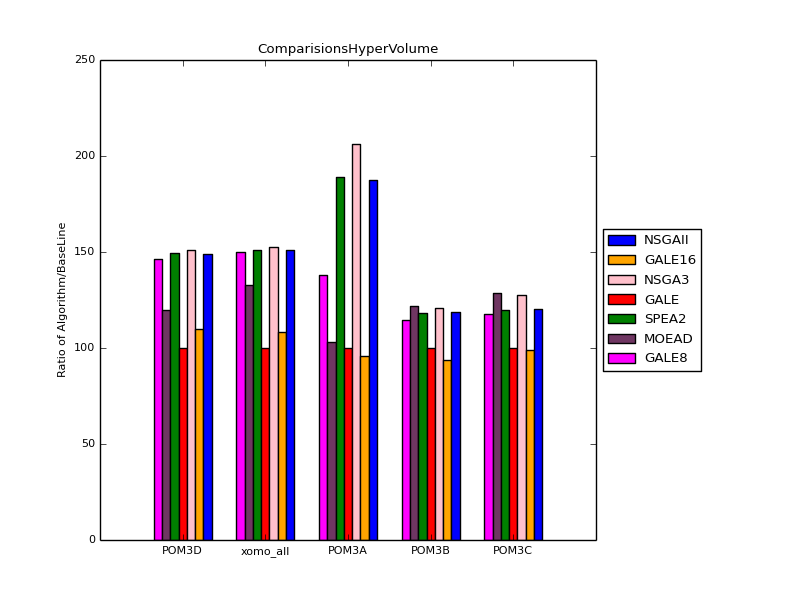 ComparisionsHyperVolume
Ratio of Algorithm/BaseLine
250
200
150
100
50
0
POM3D
xomo_all
POM3A
POM3B
POM3C
NSGAII
GALE16
NSGA3
GALE
SPEA2
MOEAD
GALE8